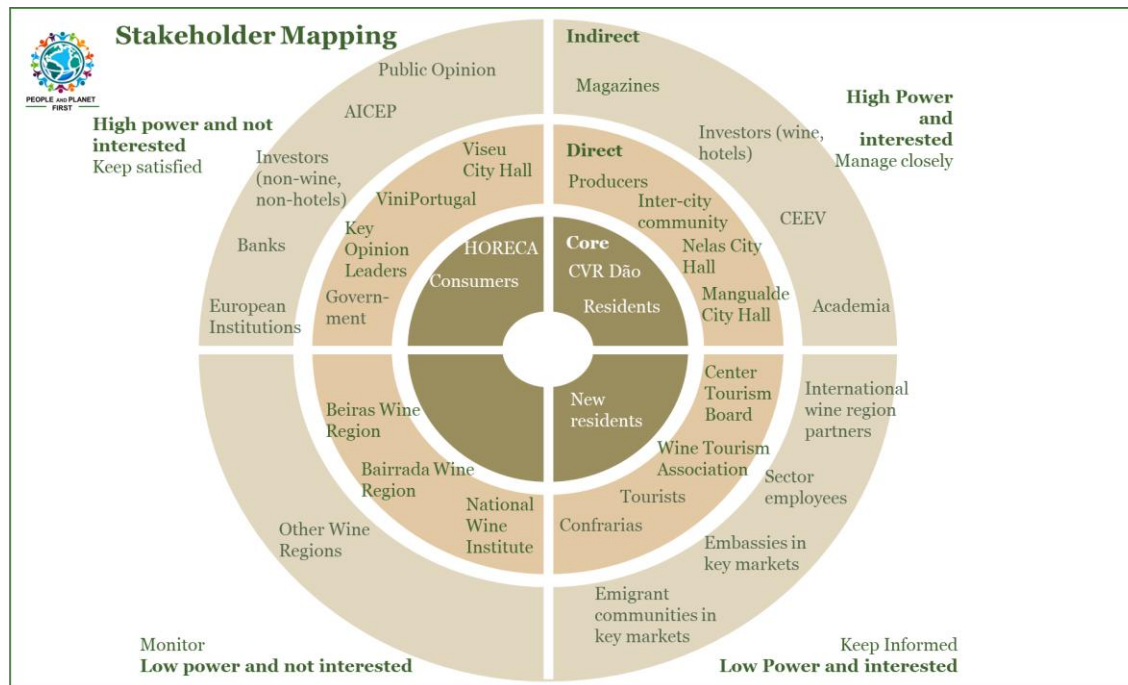 Stakeholder Mapping
PEOPLE AND PLANET
FIRST
High power and not
interested
Keep satisfied
Public Opinion
AICEP
Investors
(non-wine,
non-hotels)
Banks
European
Institutions
Viseu
City Hall
ViniPortugal
Key
Opinion
Leaders
Govern-
ment
HORECA
Consumers
Indirect
Magazines
Investors (wine,
hotels)
CEEV
Academia
High Power
and
interested
Manage closely
Direct
Producers
Inter-city
community
Nelas City
Hall
Mangualde
City Hall
Core
CVR Dão
Residents
Beiras Wine
Region
Bairrada Wine
Region
National
Wine
Institute
Other Wine
Regions
Monitor
Low power and not interested
New
residents
Center
Tourism
Board
Wine Tourism
Association
Tourists
Confrarias
International
wine region
partners
Sector
employees
Embassies in
key markets
Emigrant
communities in
key markets
Keep Informed
Low Power and interested